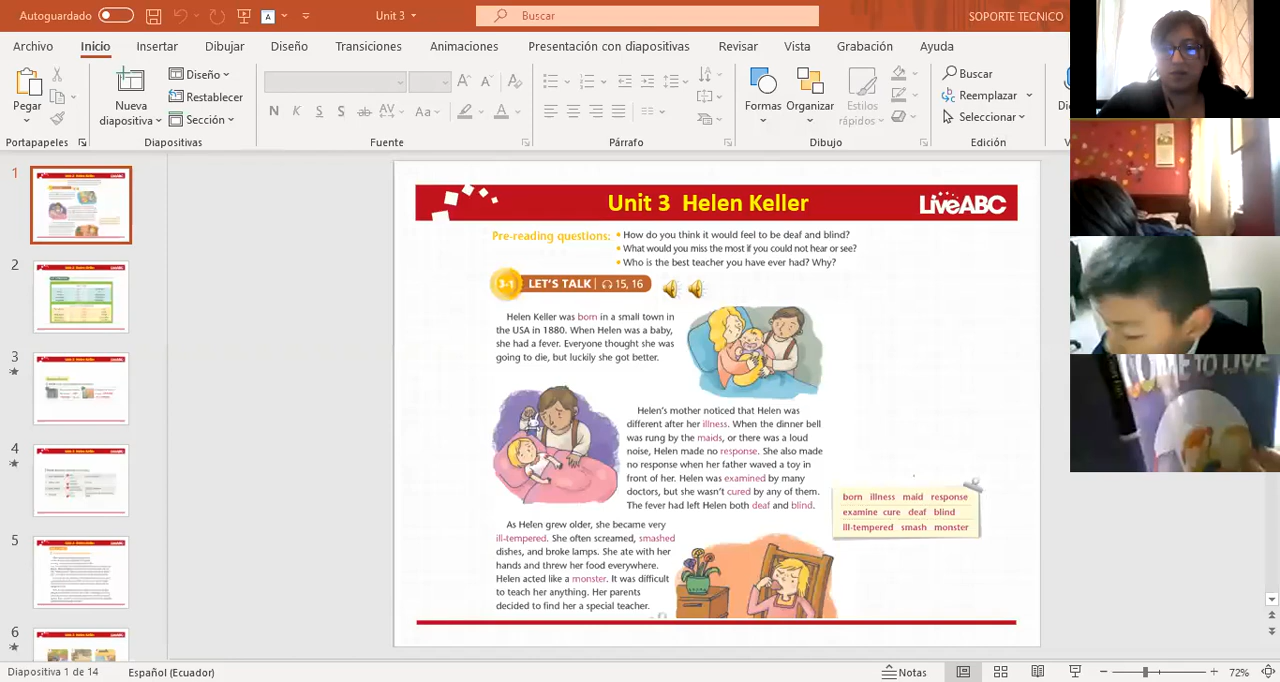 Autoguardado
A
Unit 3
Buscar
SOPORTE TECNICO
Archivo Inicio Insertar Dibujar Diseño Transiciones Animaciones Presentación con diapositivas Revisar Vista Grabación Ayuda
Pegar
Portapapeles
Nueva
diapositiva
Diseño
Restablecer
Sección
Diapositivas
N K S S ab AV Aa A
Fuente
Párrafo
Formas
Organizar
Estilos
rápidos
Dibujo
Buscar
Reemplazar
Seleccionar
Edición
1
2
3
4
5
6
Unit 3 Helen Keller
LiveABC
Pre-reading questions:
• How do you think it would feel to be deaf and blind?
• What would you miss the most if you could not hear or see?
• Who is the best teacher you have ever had? Why?
3-1 LET'S TALK 15, 16
Helen Keller was born in a small town in
the USA in 1880. When Helen was a baby,
she had a fever. Everyone thought she was
going to die, but luckily she got better.
Helen's mother noticed that Helen was
different after her illness. When the dinner bell
was rung by the maids, or there was a loud
noise, Helen made no response. She also made
no response when her father waved a toy in
front of her. Helen was examined by many
doctors, but she wasn't cured by any of them.
The fever had left Helen both deaf and blind.
born illness maid response
examine cure deaf blind
ill-tempered smash monster
As Helen grew older, she became very
ill-tempered. She often screamed, smashed
dishes, and broke lamps. She ate with her
hands and threw her food everywhere.
Helen acted like a monster. It was difficult
to teach her anything. Her parents
decided to find her a special teacher.
Diapositiva 1 de 14
Español (Ecuador)
Notas
72%